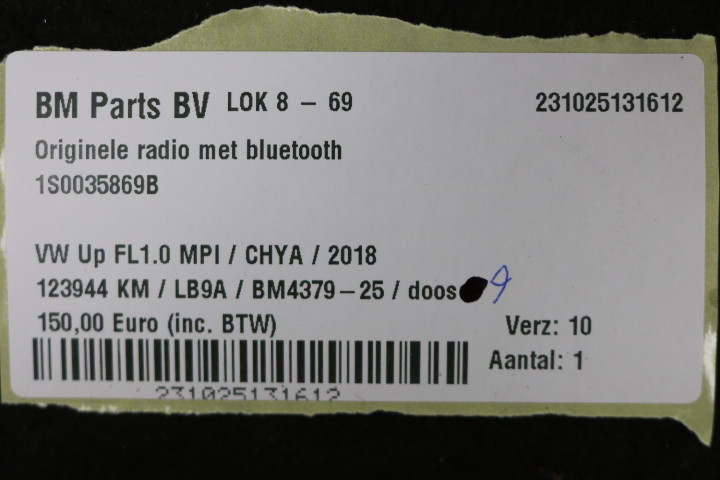 BM Parts BV LOK 8 – 69 231025131612
Originele radio met bluetooth
1S0035869B
VW Up FL1.0 MPI / CHYA / 2018
123944 KM / LB9A / BM4379–25 / doos 9
150,00 Euro (inc. BTW) Verz: 10
Aantal: 1
231025131612